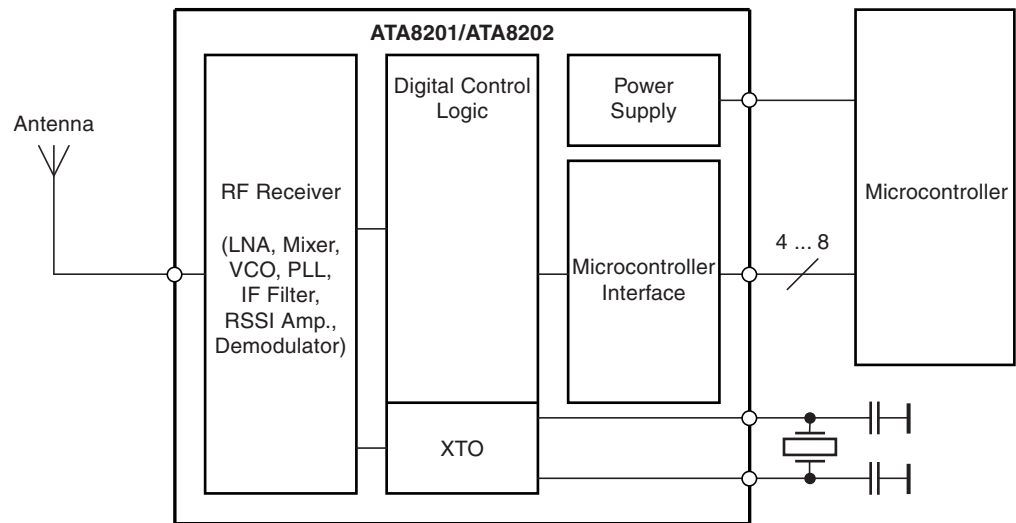 ATA8201/ATA8202
Antenna
RF Receiver
(LNA, Mixer,
VCO, PLL,
IF Filter,
RSSI Amp.,
Demodulator)
Digital Control
Logic
XTO
Power
Supply
Microcontroller
Interface
4 ... 8
Microcontroller